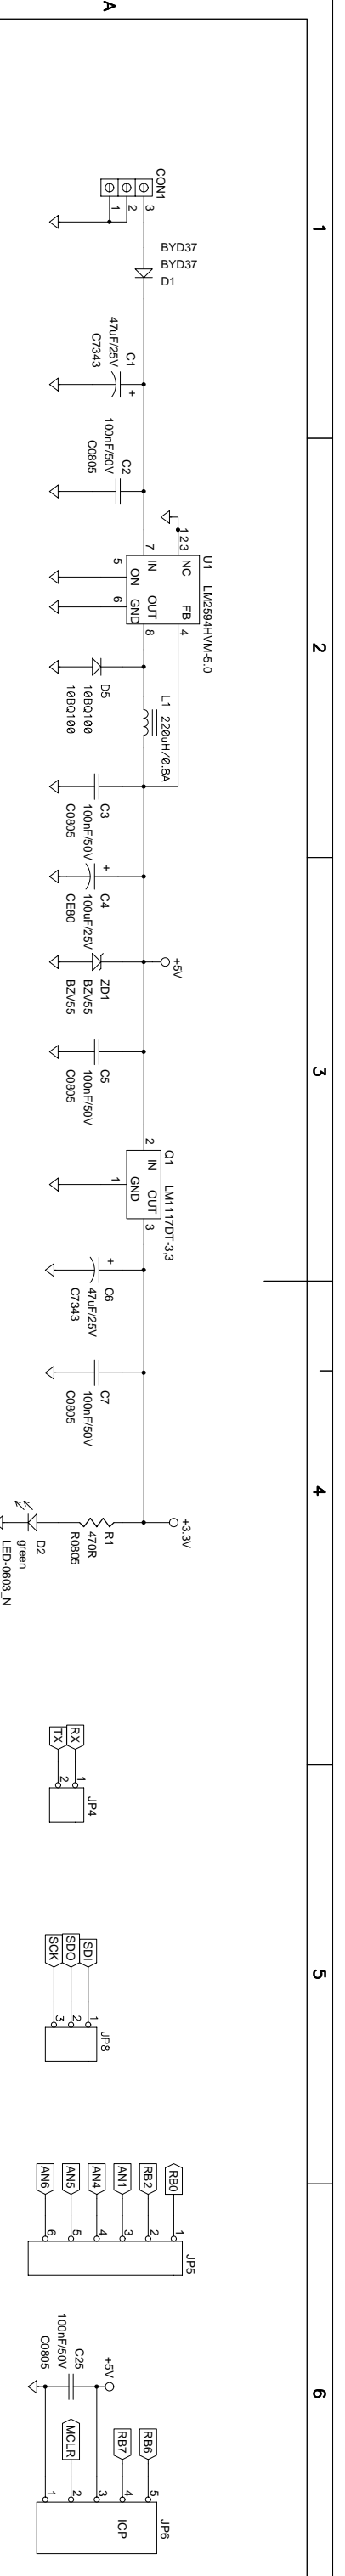 A
1
2
3
4
5
6
CON1
3
2
1
BYD37
BYD37
D1
C1
+
47uF/25V
C7343
C2
100nF/50V
C0805
U1
LM2594HVM-5.0
1
2
3
NC
FB
4
7
IN
OUT
8
5
ON
GND
6
D5
10BQ100
10BQ100
L1
220uH/0.8A
C3
100nF/50V
C0805
C4
+
100uF/25V
CE80
+5V
ZD1
BZV55
BZV55
C5
100nF/50V
C0805
Q1
LM1117DT-3,3
2
IN
OUT
3
GND
1
C6
+
47uF/25V
C7343
C7
100nF/50V
C0805
+3.3V
R1
470R
R0805
D2
green
LED-0603_N
JP4
RX 1
TX 2
JP8
SDI 1
SDO 2
SCK 3
JP5
RB0 1
RB2 2
AN1 3
AN4 4
AN5 5
AN6 6
JP6
ICP
RB6 5
RB7 4
+5V 3
MCLR 2
1
C25
100nF/50V
C0805